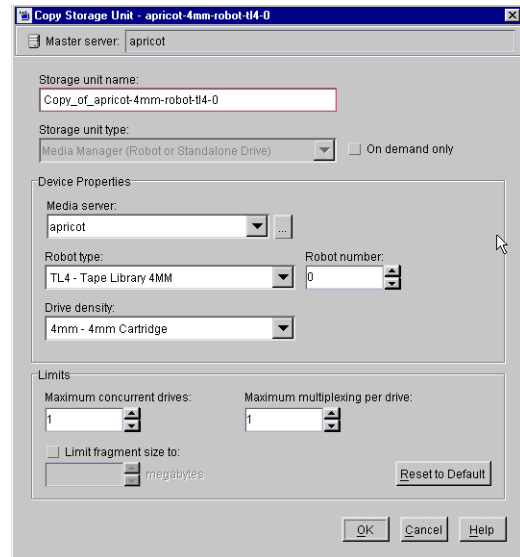 Copy Storage Unit - apricot-4mm-robot-tl4-0
Master server: apricot
Storage unit name:
Copy_of_apricot-4mm-robot-tl4-0
Storage unit type:
Media Manager (Robot or Standalone Drive)
On demand only
Device Properties
Media server:
apricot
...
Robot type:
Robot number:
TL4 - Tape Library 4MM
0
Drive density:
4mm - 4mm Cartridge
Limits
Maximum concurrent drives:
Maximum multiplexing per drive:
1
1
Limit fragment size to:
megabytes
Reset to Default
OK
Cancel
Help